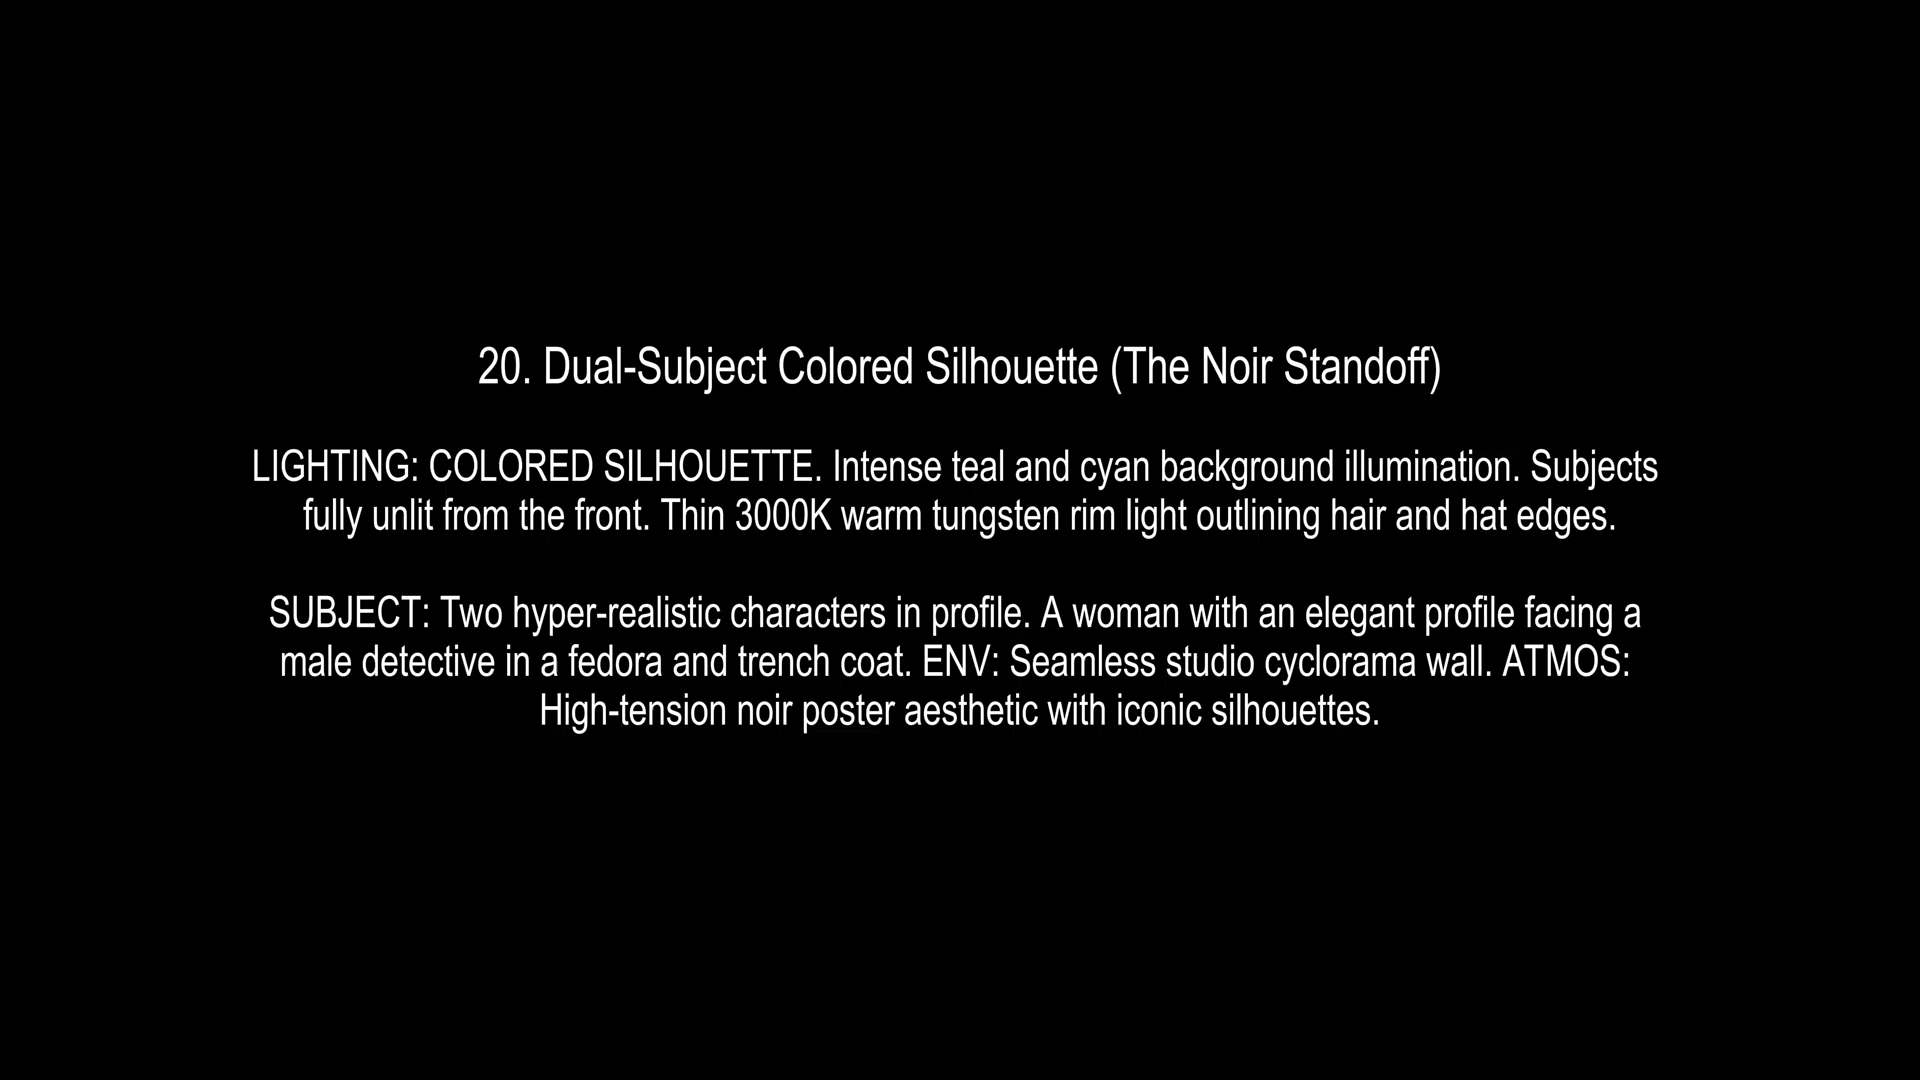 20. Dual-Subject Colored Silhouette (The Noir Standoff)
LIGHTING: COLORED SILHOUETTE. Intense teal and cyan background illumination. Subjects
fully unlit from the front. Thin 3000K warm tungsten rim light outlining hair and hat edges.
SUBJECT: Two hyper-realistic characters in profile. A woman with an elegant profile facing a
male detective in a fedora and trench coat. ENV: Seamless studio cyclorama wall. ATMOS:
High-tension noir poster aesthetic with iconic silhouettes.